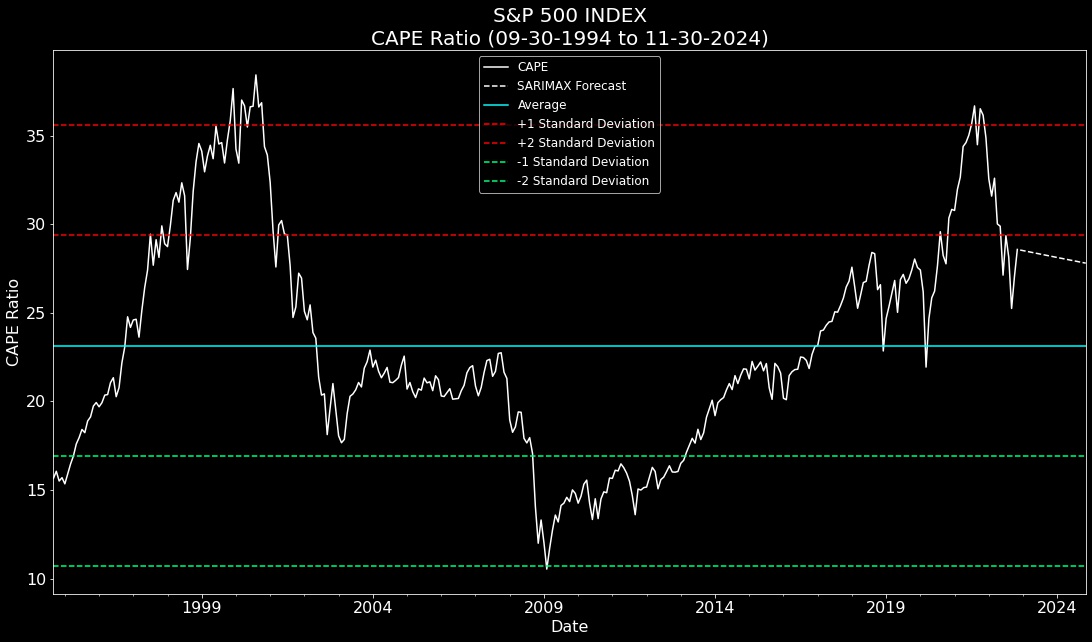 S&P 500 INDEX
CAPE Ratio (09-30-1994 to 11-30-2024)
CAPE
SARIMAX Forecast
Average
+1 Standard Deviation
+2 Standard Deviation
-1 Standard Deviation
-2 Standard Deviation
CAPE Ratio
35
30
25
20
15
10
1999
2004
2009
2014
2019
2024
Date